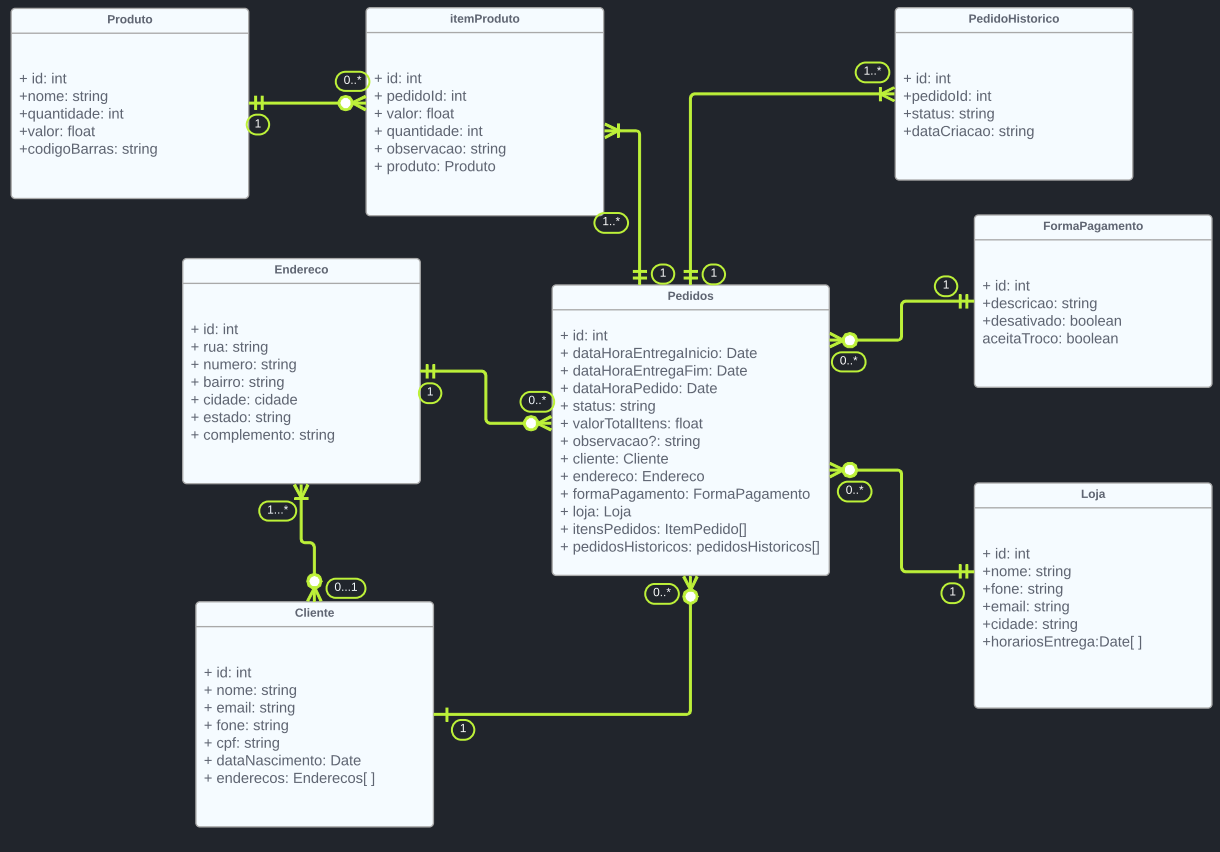 Produto
+ id: int
+nome: string
+quantidade: int
+valor: float
+codigoBarras: string
1
0..*
itemProduto
+ id: int
+ pedidoId: int
+ valor: float
+ quantidade: int
+ observacao: string
+ produto: Produto
1..*
1
1
1..*
PedidoHistorico
+ id: int
+pedidoId: int
+status: string
+dataCriacao: string
FormaPagamento
+ id: int
+descricao: string
+desativado: boolean
aceitaTroco: boolean
1
0..*
Endereco
+ id: int
+ rua: string
+ numero: string
+ bairro: string
+ cidade: cidade
+ estado: string
+ complemento: string
1
0..*
Pedidos
+ id: int
+ dataHoraEntregaInicio: Date
+ dataHoraEntregaFim: Date
+ dataHoraPedido: Date
+ status: string
+ valorTotalItens: float
+ observacao?: string
+ cliente: Cliente
+ endereco: Endereco
+ formaPagamento: FormaPagamento
+ loja: Loja
+ itensPedidos: ItemPedido[]
+ pedidosHistoricos: pedidosHistoricos[]
0..*
1
Loja
+ id: int
+nome: string
+fone: string
+email: string
+cidade: string
+horariosEntrega:Date[ ]
1...*
0...1
0..*
Cliente
+ id: int
+ nome: string
+ email: string
+ fone: string
+ cpf: string
+ dataNascimento: Date
+ enderecos: Enderecos[ ]
1